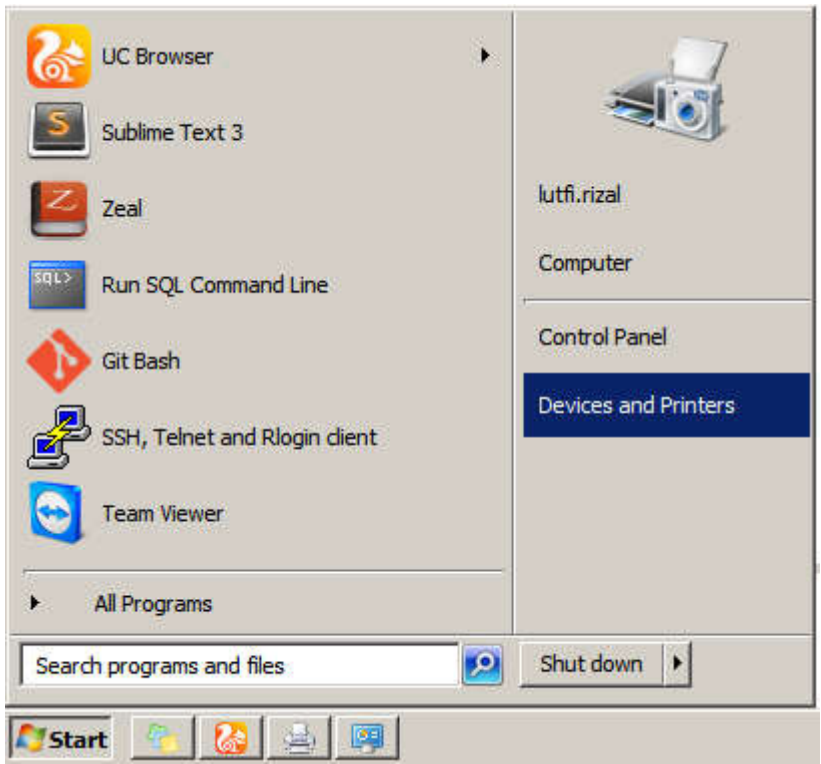 UC Browser
Sublime Text 3
Zeal
SQL>
Run SQL Command Line
Git Bash
SSH, Telnet and Rlogin client
Team Viewer
All Programs
Search programs and files
lutfi.rizal
Computer
Control Panel
Devices and Printers
Shut down
Start